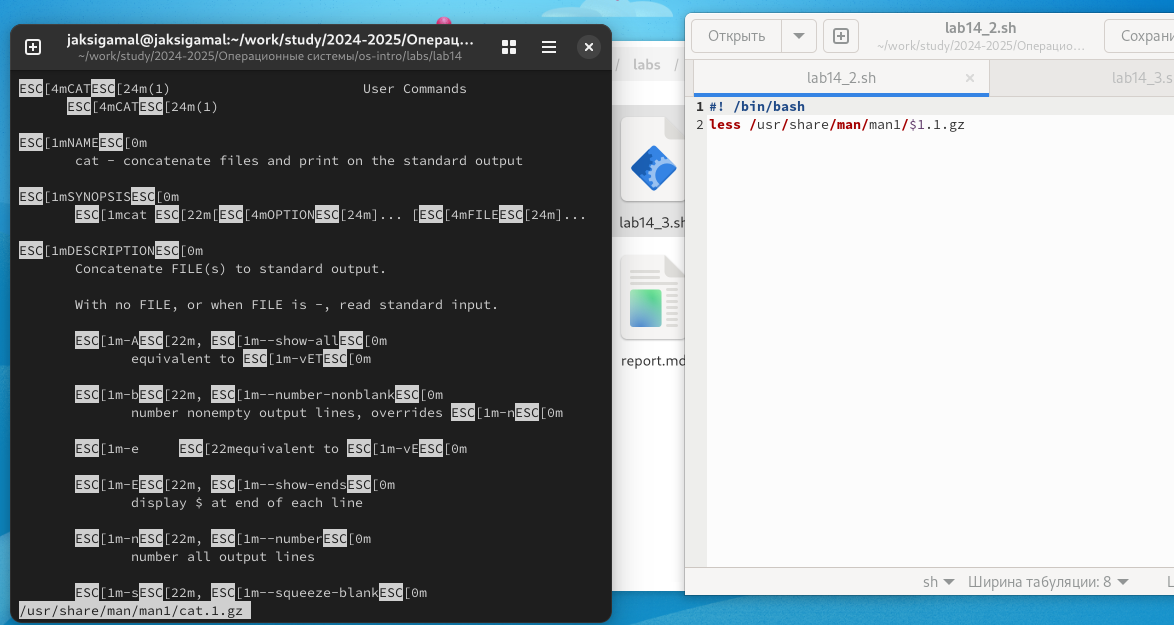 jaksigamal@jaksigamal:~/work/study/2024-2025/Операц...
~/work/study/2024-2025/Операционные системы/os-intro/labs/lab14
ESC[4mCATESC[24m(1)                        User Commands
      ESC[4mCATESC[24m(1)
ESC[1mNAMEESC[0m
       cat - concatenate files and print on the standard output
ESC[1mSYNOPSISESC[0m
       ESC[1mcat ESC[22m[ESC[4mOPTIONESC[24m]... [ESC[4mFILEESC[24m]...
ESC[1mDESCRIPTIONESC[0m
       Concatenate FILE(s) to standard output.
       With no FILE, or when FILE is -, read standard input.
       ESC[1m-AESC[22m, ESC[1m--show-allESC[0m
              equivalent to ESC[1m-vETESC[0m
       ESC[1m-bESC[22m, ESC[1m--number-nonblankESC[0m
              number nonempty output lines, overrides ESC[1m-nESC[0m
       ESC[1m-e     ESC[22mequivalent to ESC[1m-vEESC[0m
       ESC[1m-EESC[22m, ESC[1m--show-endsESC[0m
              display $ at end of each line
       ESC[1m-nESC[22m, ESC[1m--numberESC[0m
              number all output lines
       ESC[1m-sESC[22m, ESC[1m--squeeze-blankESC[0m
/usr/share/man/man1/cat.1.gz
/ labs /
lab14_3.sh
report.md
Открыть
lab14_2.sh
~/work/study/2024-2025/Операцио...
Сохрани
lab14_2.sh
lab14_3.s
1 #! /bin/bash
2 less /usr/share/man/man1/$1.1.gz
sh
Ширина табуляции: 8